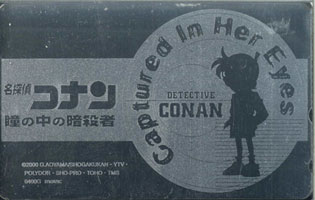 名探偵コナン
瞳の中の暗殺者
Captured In Her Eyes
DETECTIVE
CONAN
©2000 G.AOYAMA/SHOGAKUKAN・YTV・
POLYGON・SHO-PRO・TOHO・TMS